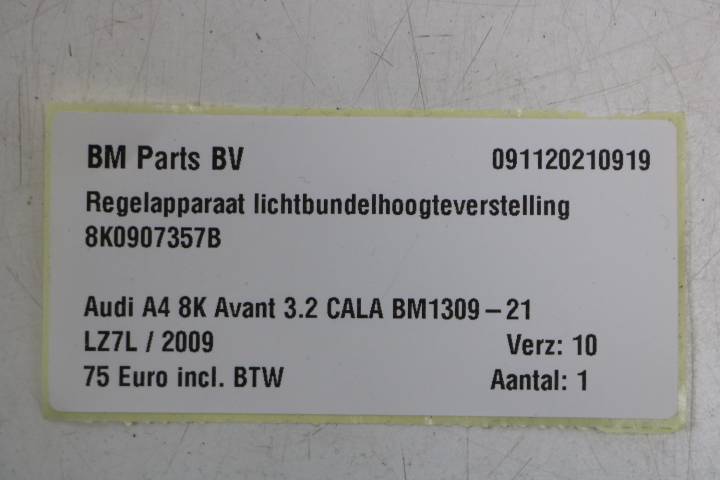 BM Parts BV 091120210919
Regelapparaat lichtbundelhoogteverstelling
8K0907357B
Audi A4 8K Avant 3.2 CALA BM1309-21
LZ7L / 2009 Verz: 10
75 Euro incl. BTW Aantal: 1